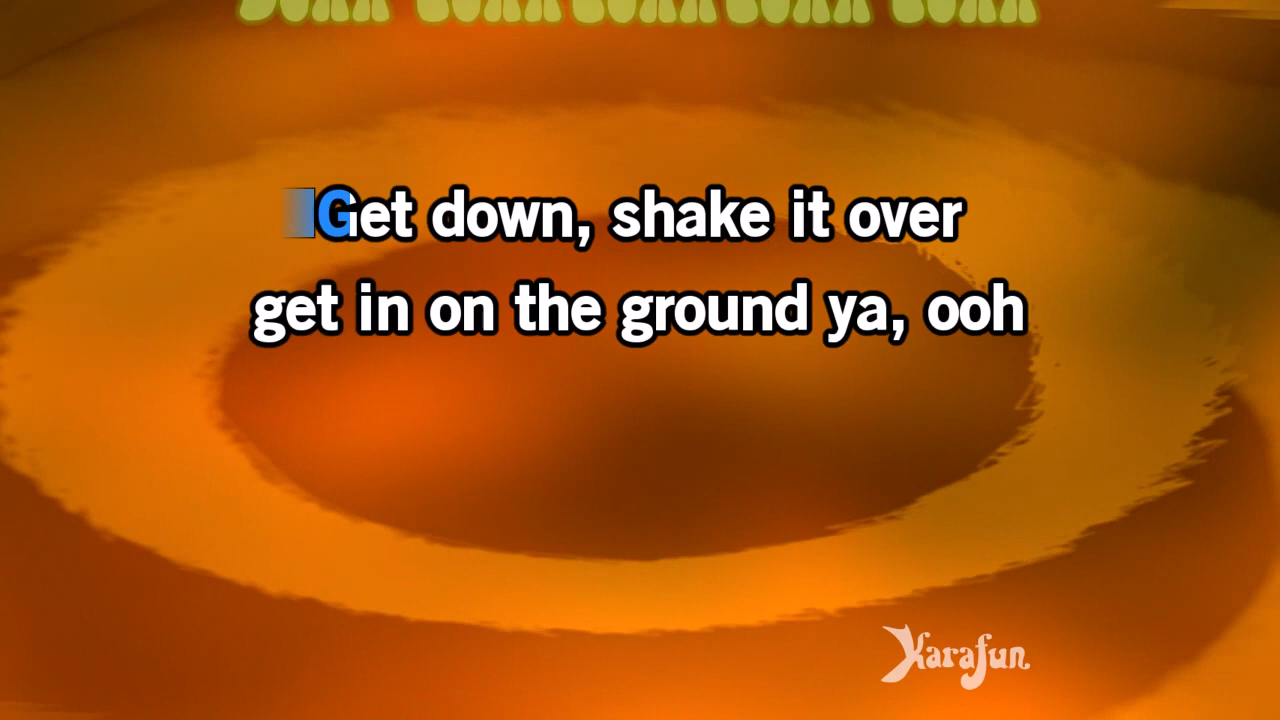 Get down, shake it over
get in on the ground ya, ooh
Karafun